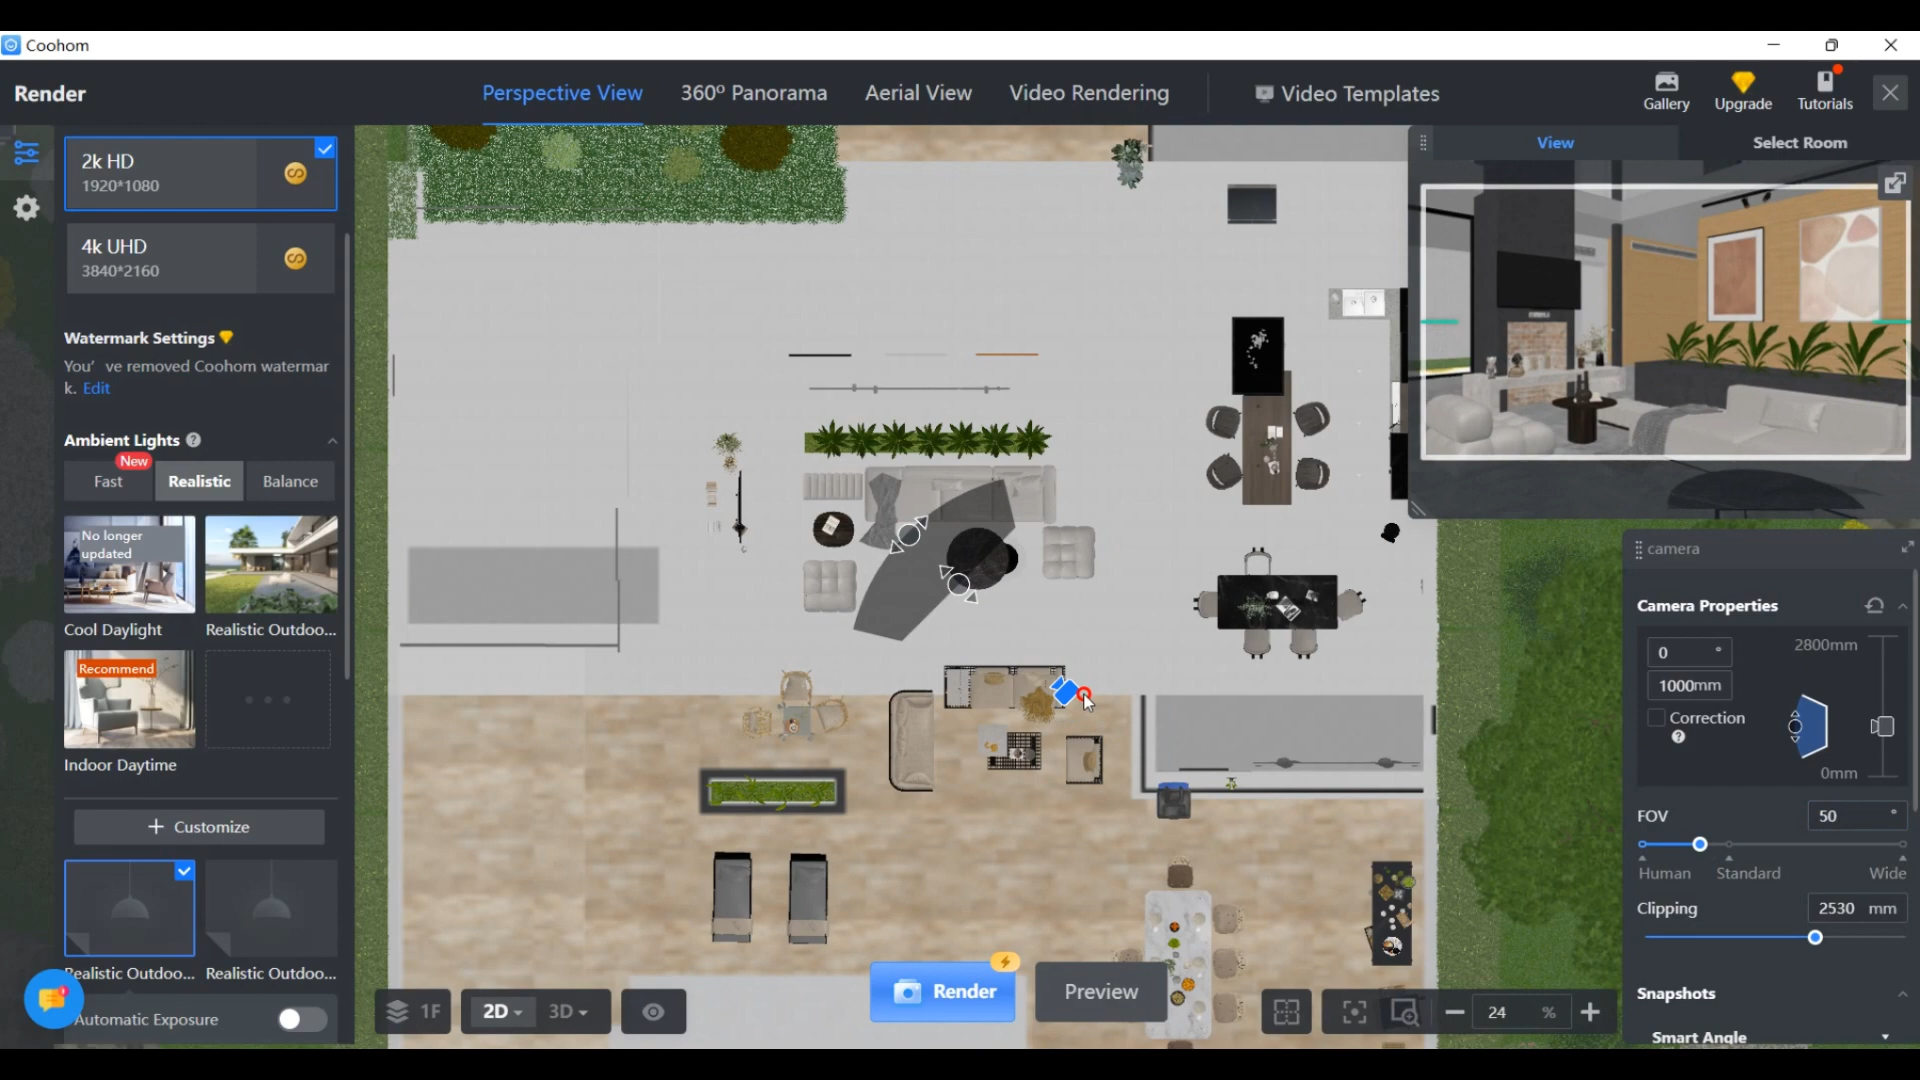 Coohom
Render
Perspective View
360º Panorama
Aerial View
Video Rendering
Video Templates
Gallery
Upgrade
Tutorials
2k HD
1920*1080
4k UHD
3840*2160
Watermark Settings
You' ve removed Coohom watermar
k. Edit
Ambient Lights
New
Fast
Realistic
Balance
No longer
updated
Cool Daylight
Realistic Outdoo...
Recommend
Indoor Daytime
+ Customize
Realistic Outdoo...
Realistic Outdoo...
Automatic Exposure
1F
2D
3D
Render
Preview
24 %
View
Select Room
camera
Camera Properties
0 °
1000mm
Correction
2800mm
0mm
FOV
50 °
Human
Standard
Wide
Clipping
2530 mm
Snapshots
Smart Angle